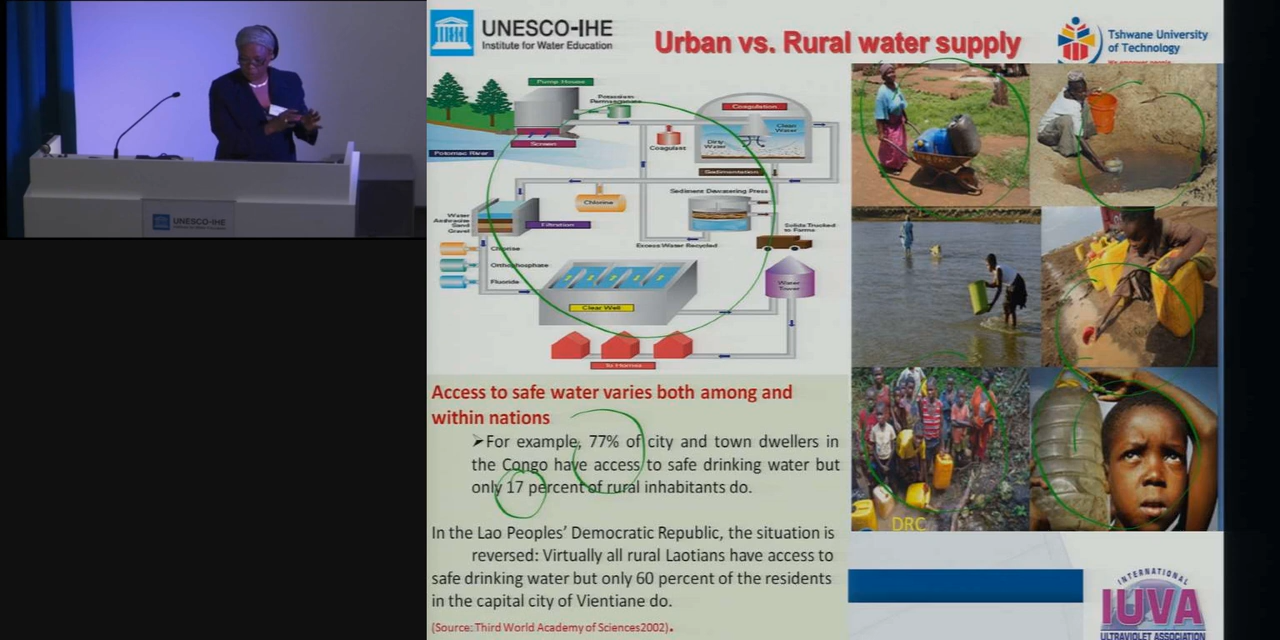 UNESCO-IHE
Institute for Water Education
Urban vs. Rural water supply
Tshwane University
of Technology
Pump House
Potassium
Permanganate
Coagulation
Clean
Water
Dirty
Water
Coagulant
Screen
Potomac River
Sedimentation
Sediment Dewatering Press
Chlorine
Water
Anthracite
Sand
Gravel
Filtration
Solids Trucked
to Farms
Excess Water Recycled
Chlorine
Orthophosphate
Fluoride
Water
Tower
Clear Well
To Homes
UNESCO-IHE
Access to safe water varies both among and
within nations
➢For example, 77% of city and town dwellers in
the Congo have access to safe drinking water but
only 17 percent of rural inhabitants do.
In the Lao Peoples’ Democratic Republic, the situation is
reversed: Virtually all rural Laotians have access to
safe drinking water but only 60 percent of the residents
in the capital city of Vientiane do.
(Source: Third World Academy of Sciences2002).
DRC
INTERNATIONAL
IUVA
ULTRAVIOLET ASSOCIATION